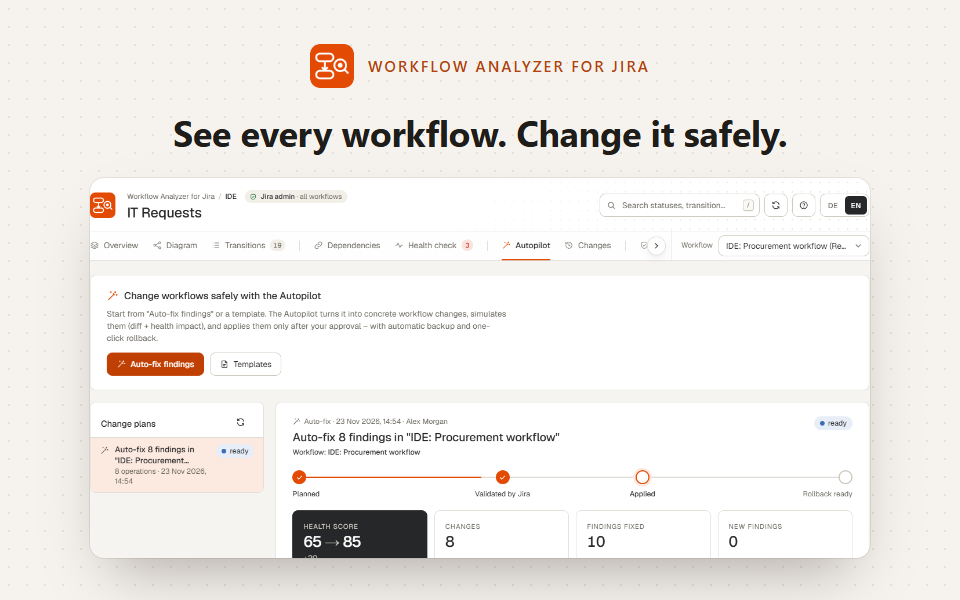 WORKFLOW ANALYZER FOR JIRA
See every workflow. Change it safely.
Workflow Analyzer for Jira / IDE Jira admin · all workflows
IT Requests
Search statuses, transition... /
DE EN
Overview Diagram Transitions 19 Dependencies Health check 3 Autopilot Changes
Workflow IDE: Procurement workflow (Re...
Change workflows safely with the Autopilot
Start from "Auto-fix findings" or a template. The Autopilot turns it into concrete workflow changes, simulates
them (diff + health impact), and applies them only after your approval – with automatic backup and one-
click rollback.
Auto-fix findings Templates
Change plans
Auto-fix 8 findings in
"IDE: Procurement...
ready
8 operations · 23 Nov 2026,
14:54
Auto-fix · 23 Nov 2026, 14:54 · Alex Morgan
ready
Auto-fix 8 findings in "IDE: Procurement workflow"
Workflow: IDE: Procurement workflow
Planned Validated by Jira Applied Rollback ready
HEALTH SCORE
65 → 85
CHANGES
8
FINDINGS FIXED
10
NEW FINDINGS
0